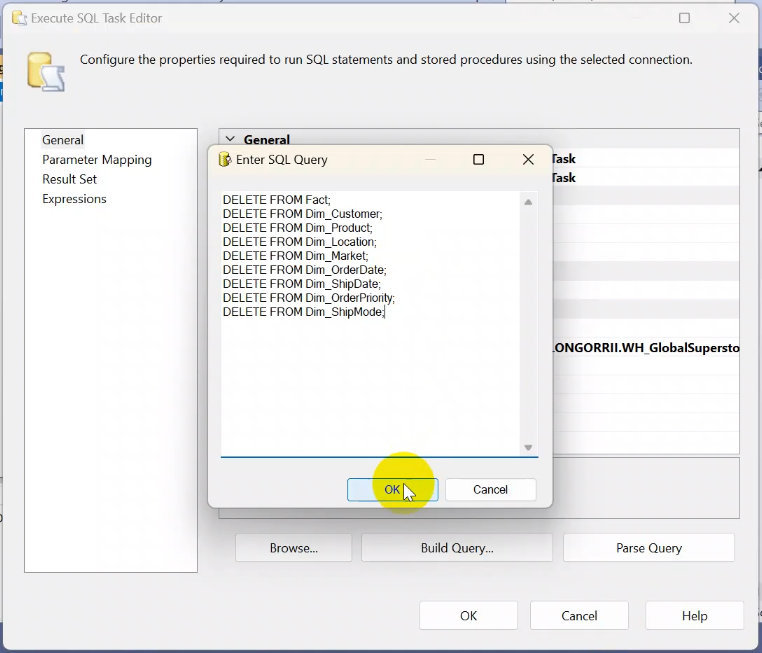 Execute SQL Task Editor
Configure the properties required to run SQL statements and stored procedures using the selected connection.
General
Parameter Mapping
Result Set
Expressions
General
Task
Task
LONGORRII.WH_GlobalSupersto
Enter SQL Query
DELETE FROM Fact;
DELETE FROM Dim_Customer;
DELETE FROM Dim_Product;
DELETE FROM Dim_Location;
DELETE FROM Dim_Market;
DELETE FROM Dim_OrderDate;
DELETE FROM Dim_ShipDate;
DELETE FROM Dim_OrderPriority;
DELETE FROM Dim_ShipMode;
OK
Cancel
Browse...
Build Query...
Parse Query
OK
Cancel
Help